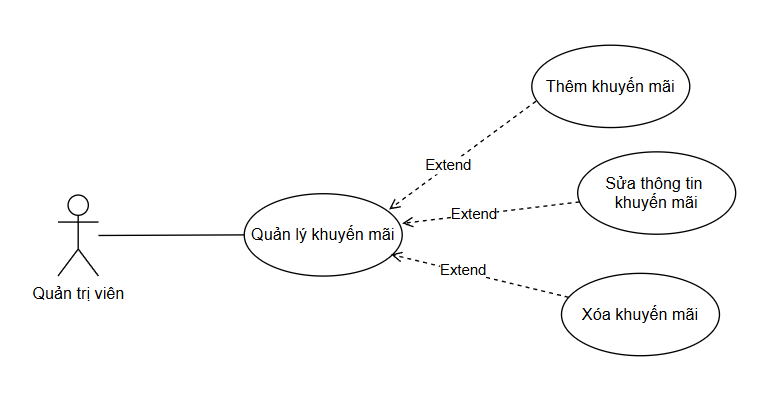 Thêm khuyến mãi
Extend
Sửa thông tin
khuyến mãi
Extend
Quản lý khuyến mãi
Extend
Quản trị viên
Xóa khuyến mãi